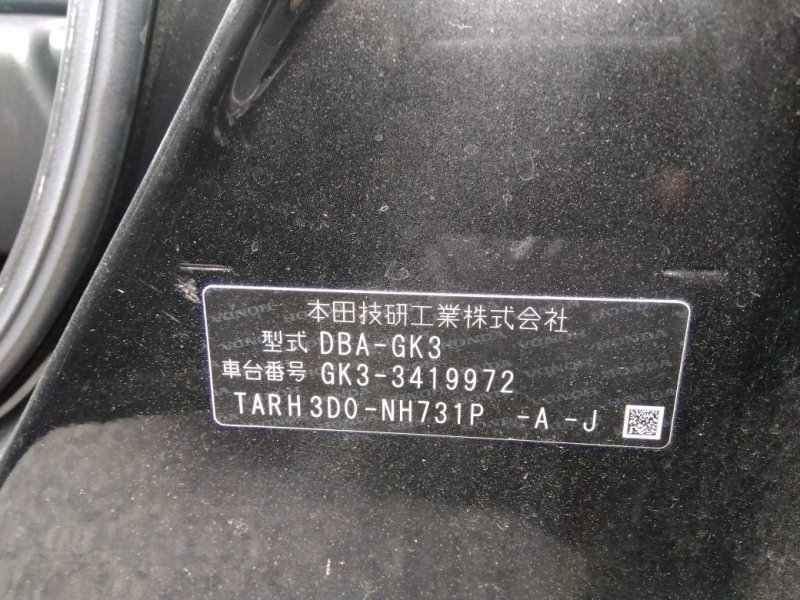 本田技研工業株式会社
型式 DBA-GK3
車台番号 GK3-3419972
TARH3D0-NH731P -A -J